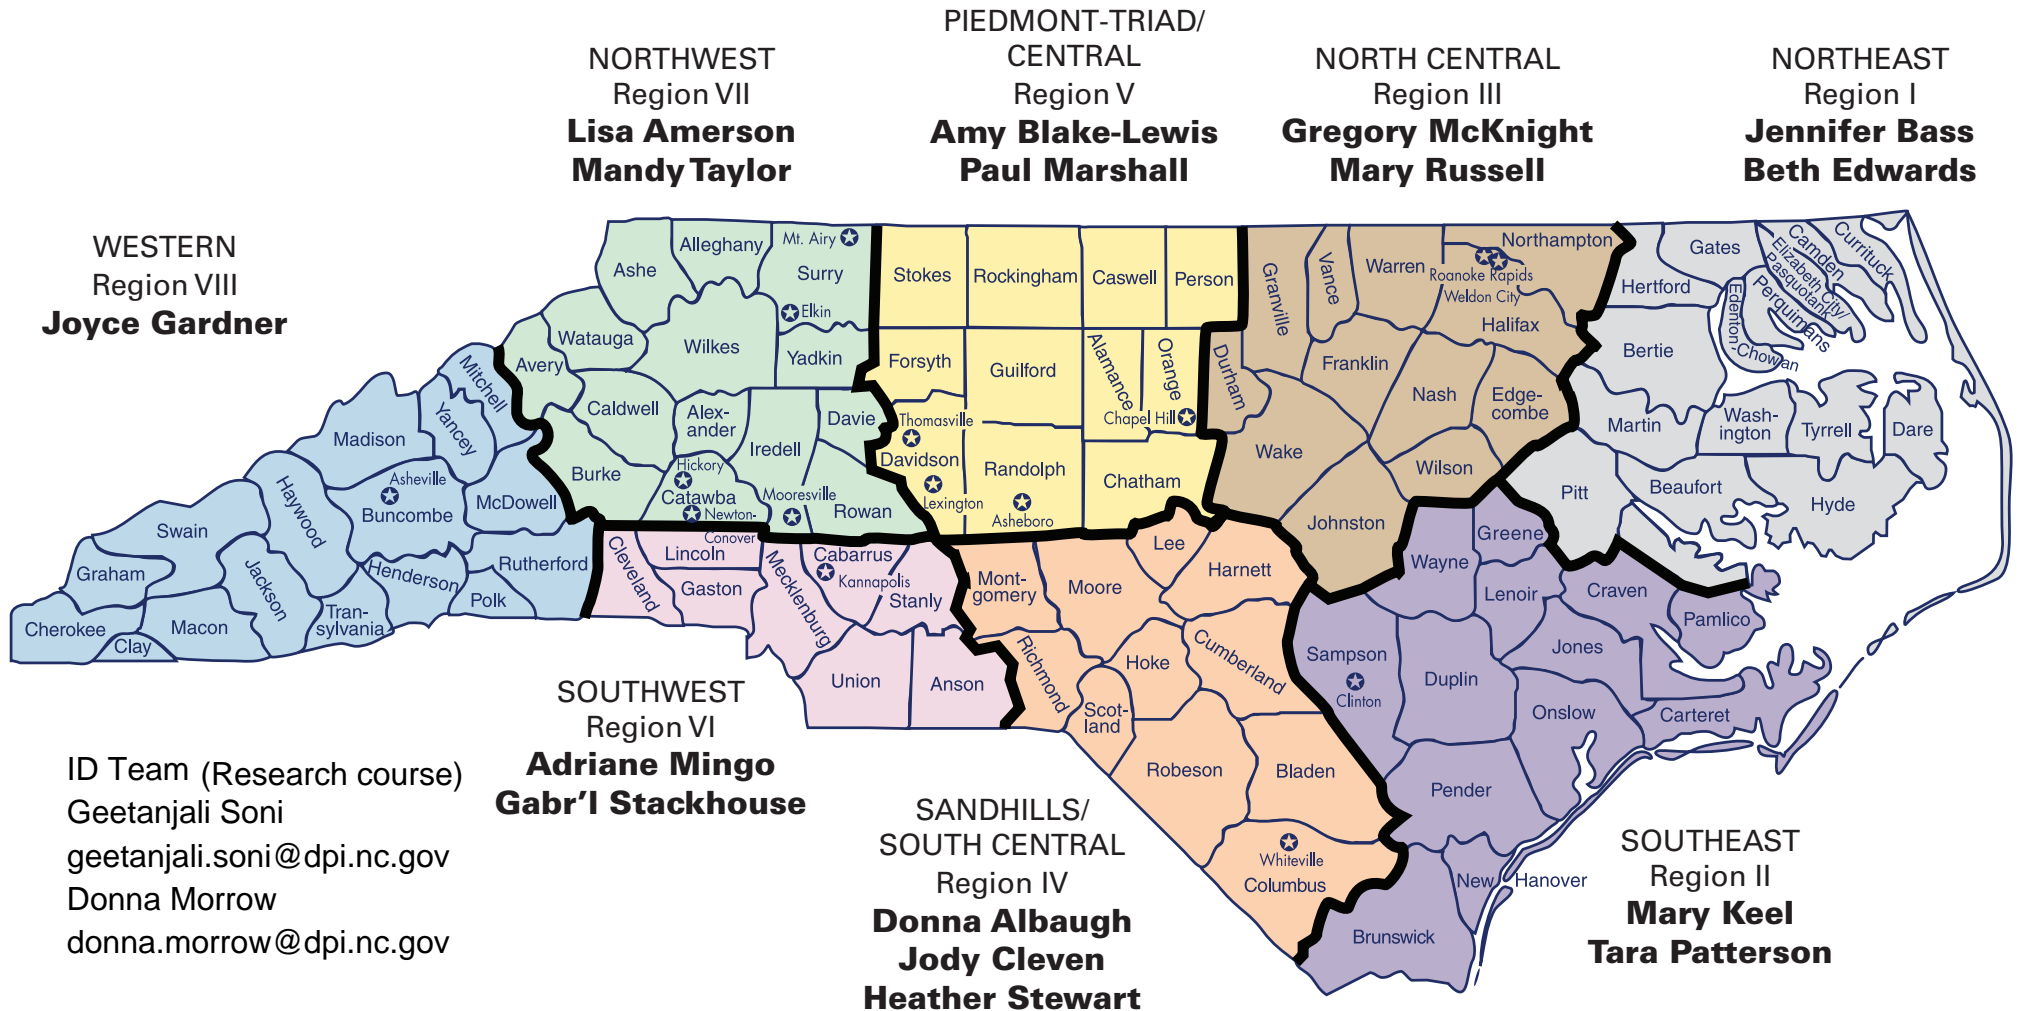 PIEDMONT-TRIAD/
CENTRAL
Region V
Amy Blake-Lewis
Paul Marshall
NORTHWEST
Region VII
Lisa Amerson
Mandy Taylor
NORTH CENTRAL
Region III
Gregory McKnight
Mary Russell
NORTHEAST
Region I
Jennifer Bass
Beth Edwards
WESTERN
Region VIII
Joyce Gardner
Mitchell
Yancey
Madison
Asheville
Buncombe
McDowell
Haywood
Swain
Graham
Jackson
Henderson
Rutherford
Polk
Tran-
sylvania
Macon
Cherokee
Clay
Alleghany
Mt. Airy
Ashe
Surry
Elkin
Watauga
Wilkes
Yadkin
Avery
Caldwell
Alex-
ander
Davie
Iredell
Burke
Hickory
Catawba
Newton-
Conover
Mooresville
Rowan
Stokes
Rockingham
Caswell
Person
Forsyth
Guilford
Alamance
Orange
Chapel Hill
Thomasville
Davidson
Lexington
Randolph
Asheboro
Chatham
Granville
Vance
Warren
Northampton
Roanoke Rapids
Weldon City
Halifax
Durham
Franklin
Nash
Edge-
combe
Wake
Wilson
Johnston
Gates
Hertford
Camden
Currituck
Elizabeth City/
Pasquotank
Perquimans
Edenton-
Chowan
Bertie
Martin
Wash-
ington
Tyrrell
Dare
Pitt
Beaufort
Hyde
Cleveland
Lincoln
Gaston
Mecklenburg
Cabarrus
Kannapolis
Stanly
Union
Anson
Mont-
gomery
Moore
Lee
Harnett
Richmond
Hoke
Cumberland
Scot-
land
Robeson
Bladen
Whiteville
Columbus
Wayne
Greene
Lenoir
Craven
Pamlico
Jones
Sampson
Clinton
Duplin
Onslow
Carteret
Pender
New Hanover
Brunswick
SOUTHWEST
Region VI
Adriane Mingo
Gabr’l Stackhouse
ID Team (Research course)
Geetanjali Soni
geetanjali.soni@dpi.nc.gov
Donna Morrow
donna.morrow@dpi.nc.gov
SANDHILLS/
SOUTH CENTRAL
Region IV
Donna Albaugh
Jody Cleven
Heather Stewart
SOUTHEAST
Region II
Mary Keel
Tara Patterson